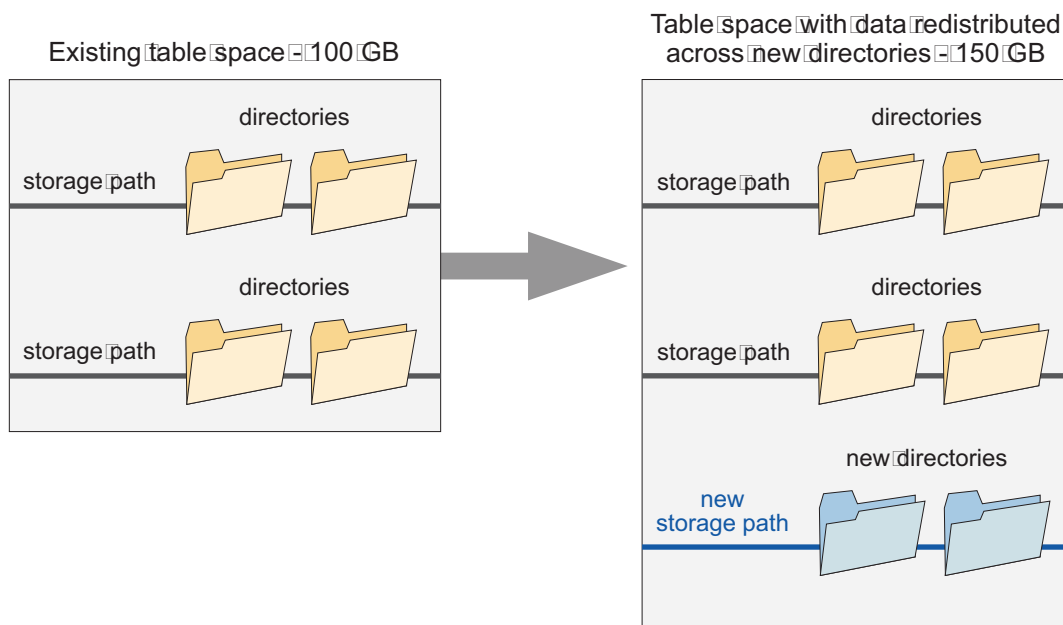 Existing table space - 100 GB
directories
storage path
directories
storage path
Table space with data redistributed
across new directories - 150 GB
directories
storage path
directories
storage path
new directories
new
storage path